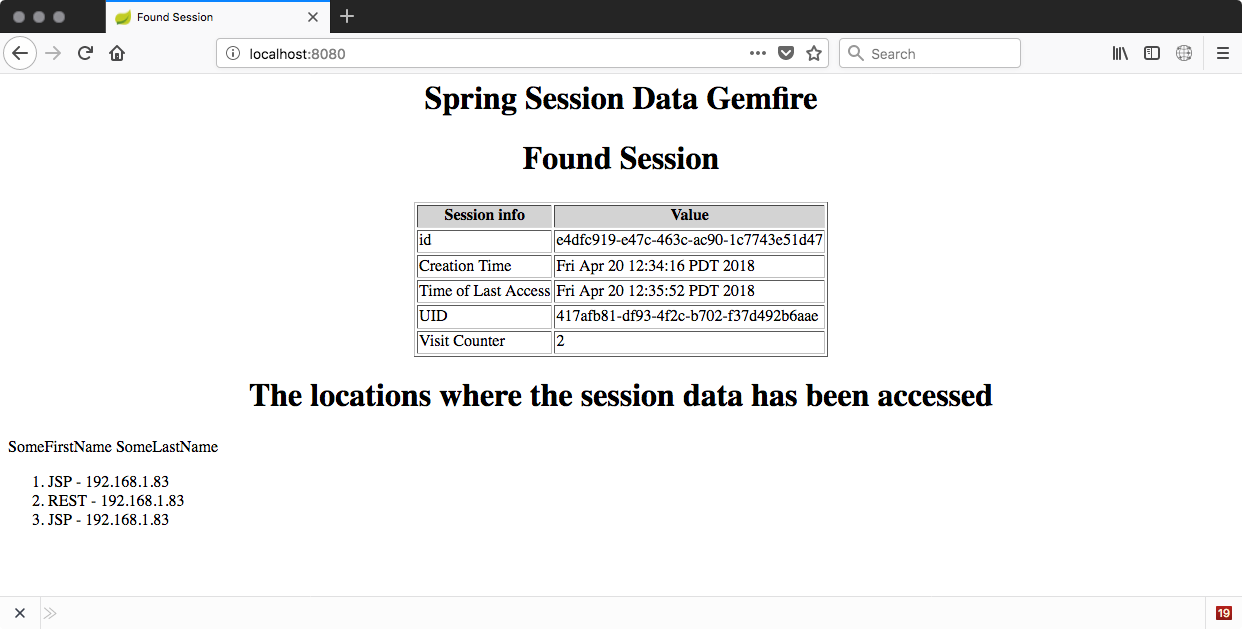 Found Session
localhost:8080
Search
Spring Session Data Gemfire
Found Session
Session info Value
id e4dfc919-e47c-463c-ac90-1c7743e51d47
Creation Time Fri Apr 20 12:34:16 PDT 2018
Time of Last Access Fri Apr 20 12:35:52 PDT 2018
UID 417afb81-df93-4f2c-b702-f37d492b6aae
Visit Counter 2
The locations where the session data has been accessed
SomeFirstName SomeLastName
1. JSP - 192.168.1.83
2. REST - 192.168.1.83
3. JSP - 192.168.1.83
19